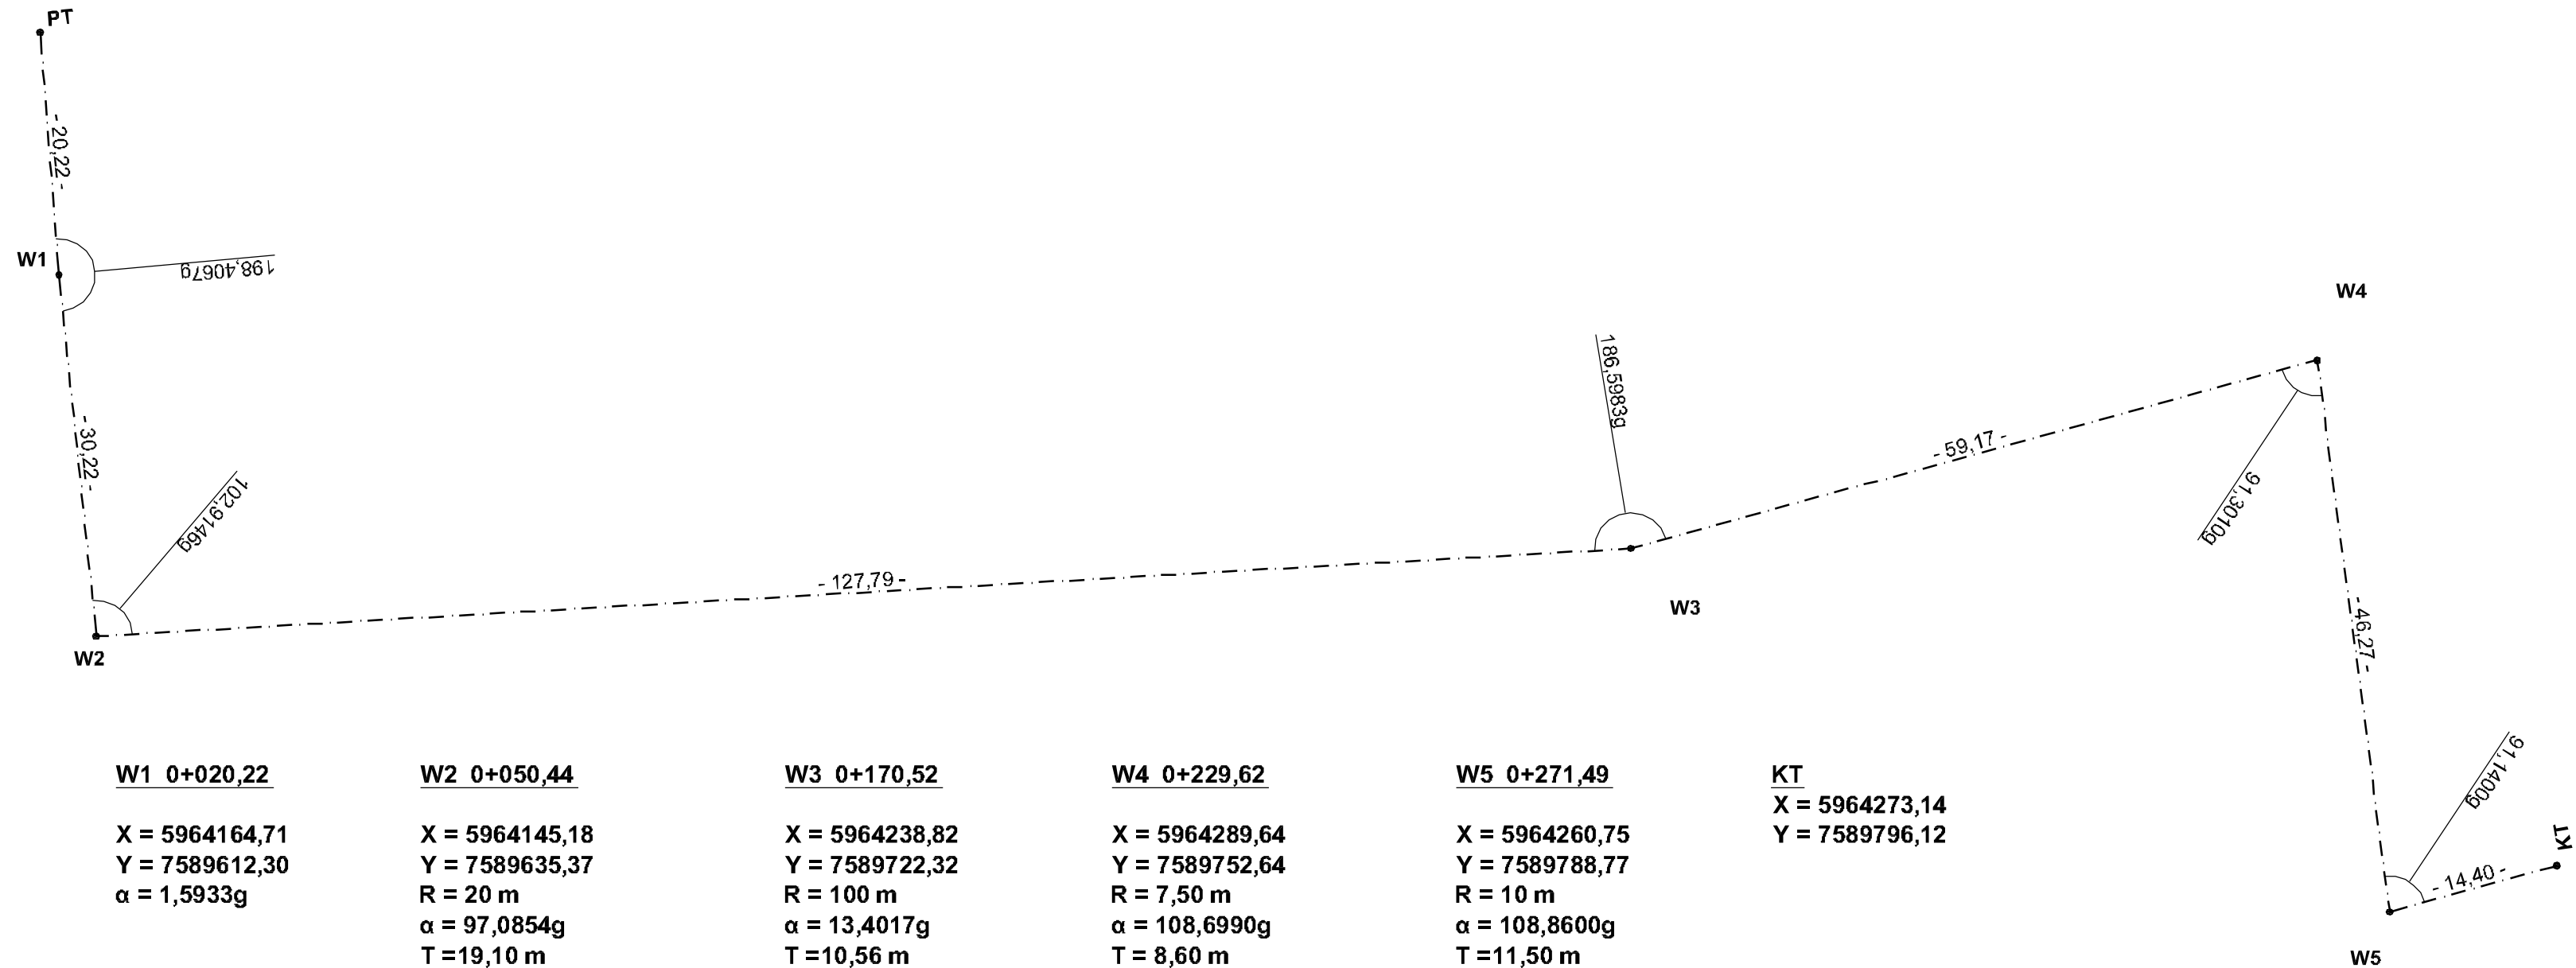 PT
- 20,22 -
W1
198,4067g
- 30,22 -
102,9146g
W2
- 127,79 -
186,5983g
W3
- 59,17 -
W4
91,3010g
- 46,27 -
91,1400g
- 14,40 -
KT
W5
W1 0+020,22
X = 5964164,71
Y = 7589612,30
α = 1,5933g
W2 0+050,44
X = 5964145,18
Y = 7589635,37
R = 20 m
α = 97,0854g
T =19,10 m
W3 0+170,52
X = 5964238,82
Y = 7589722,32
R = 100 m
α = 13,4017g
T =10,56 m
W4 0+229,62
X = 5964289,64
Y = 7589752,64
R = 7,50 m
α = 108,6990g
T = 8,60 m
W5 0+271,49
X = 5964260,75
Y = 7589788,77
R = 10 m
α = 108,8600g
T =11,50 m
KT
X = 5964273,14
Y = 7589796,12